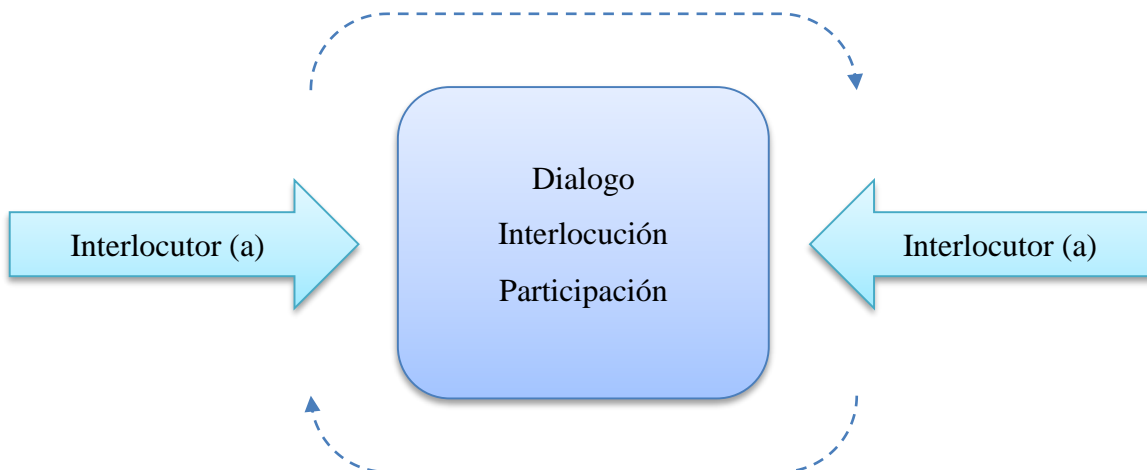 Dialogo
Interlocutor (a)
Interlocución
Interlocutor (a)
Participación